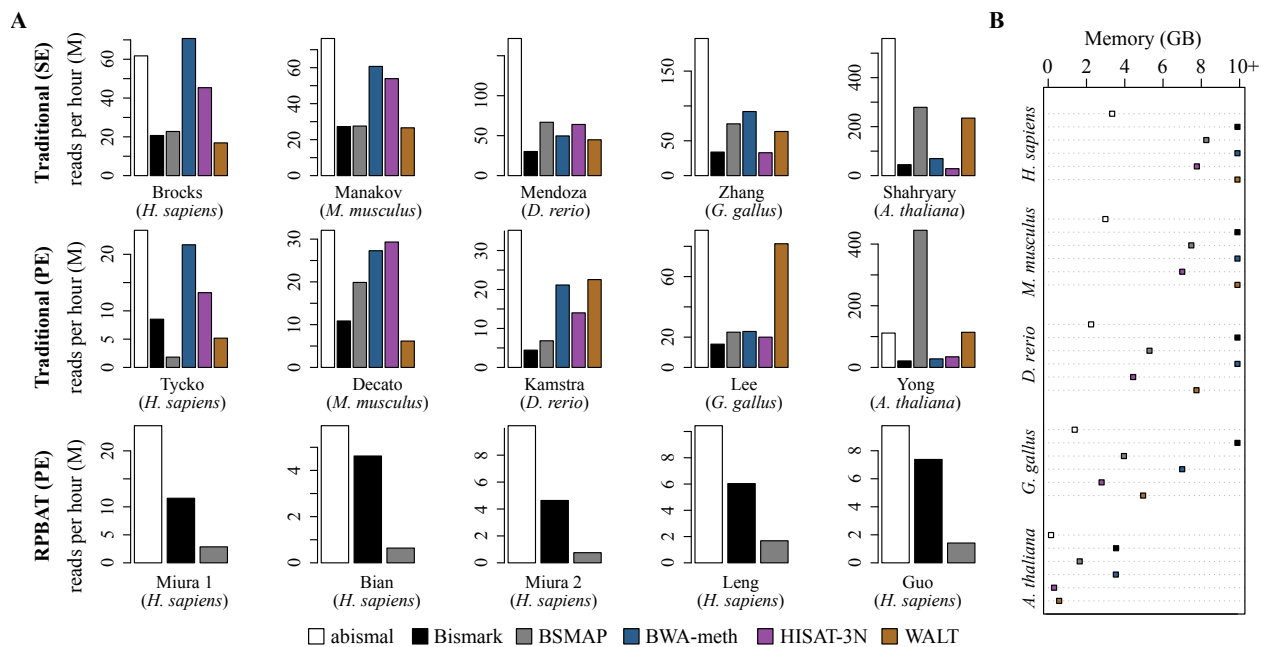 A
B
Traditional (SE)
reads per hour (M)
0 20 40 60
Brocks
(H. sapiens)
0 20 40 60
Manakov
(M. musculus)
0 50 100
Mendoza
(D. rerio)
0 50 150
Zhang
(G. gallus)
0 200 400
Shahryary
(A. thaliana)
Traditional (PE)
reads per hour (M)
0 10 20
Tycko
(H. sapiens)
0 10 20 30
Decato
(M. musculus)
0 10 20 30
Kamstra
(D. rerio)
0 20 60
Lee
(G. gallus)
0 200 400
Yong
(A. thaliana)
RPBAT (PE)
reads per hour (M)
0 5 10 20
Miura 1
(H. sapiens)
0 2 4
Bian
(H. sapiens)
0 2 4 6 8
Miura 2
(H. sapiens)
0 2 4 6 8
Leng
(H. sapiens)
0 2 4 6 8
Guo
(H. sapiens)
abismal Bismark BSMAP BWA-meth HISAT-3N WALT
Memory (GB)
0 2 4 6 8 10+
H. sapiens
M. musculus
D. rerio
G. gallus
A. thaliana